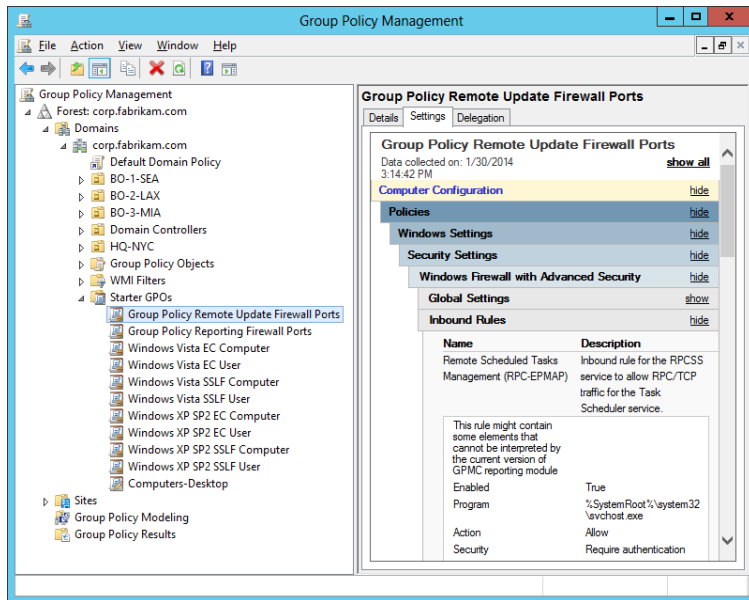 Group Policy Management
File Action View Window Help
Group Policy Management
Forest: corp.fabrikam.com
Domains
corp.fabrikam.com
Default Domain Policy
BO-1-SEA
BO-2-LAX
BO-3-MIA
Domain Controllers
HQ-NYC
Group Policy Objects
WMI Filters
Starter GPOs
Group Policy Remote Update Firewall Ports
Group Policy Reporting Firewall Ports
Windows Vista EC Computer
Windows Vista EC User
Windows Vista SSLF Computer
Windows Vista SSLF User
Windows XP SP2 EC Computer
Windows XP SP2 EC User
Windows XP SP2 SSLF Computer
Windows XP SP2 SSLF User
Computers-Desktop
Sites
Group Policy Modeling
Group Policy Results
Group Policy Remote Update Firewall Ports
Details Settings Delegation
Group Policy Remote Update Firewall Ports
Data collected on: 1/30/2014 show all
3:14:42 PM
Computer Configuration hide
Policies hide
Windows Settings hide
Security Settings hide
Windows Firewall with Advanced Security hide
Global Settings show
Inbound Rules hide
Name Description
Remote Scheduled Tasks Inbound rule for the RPCSS
Management (RPC-EPMAP) service to allow RPC/TCP
traffic for the Task
Scheduler service.
This rule might contain
some elements that
cannot be interpreted by
the current version of
GPMC reporting module
Enabled True
Program %SystemRoot%\system32
\svchost.exe
Action Allow
Security Require authentication